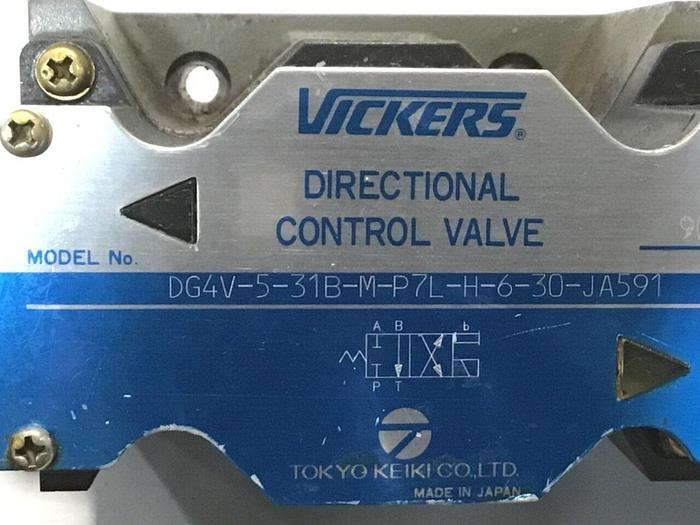 VICKERS®
DIRECTIONAL
CONTROL VALVE
MODEL No.
DG4V-5-31B-M-P7L-H-6-30-JA591
A B b
P T
TOKYO KEIKI CO.,LTD.
MADE IN JAPAN